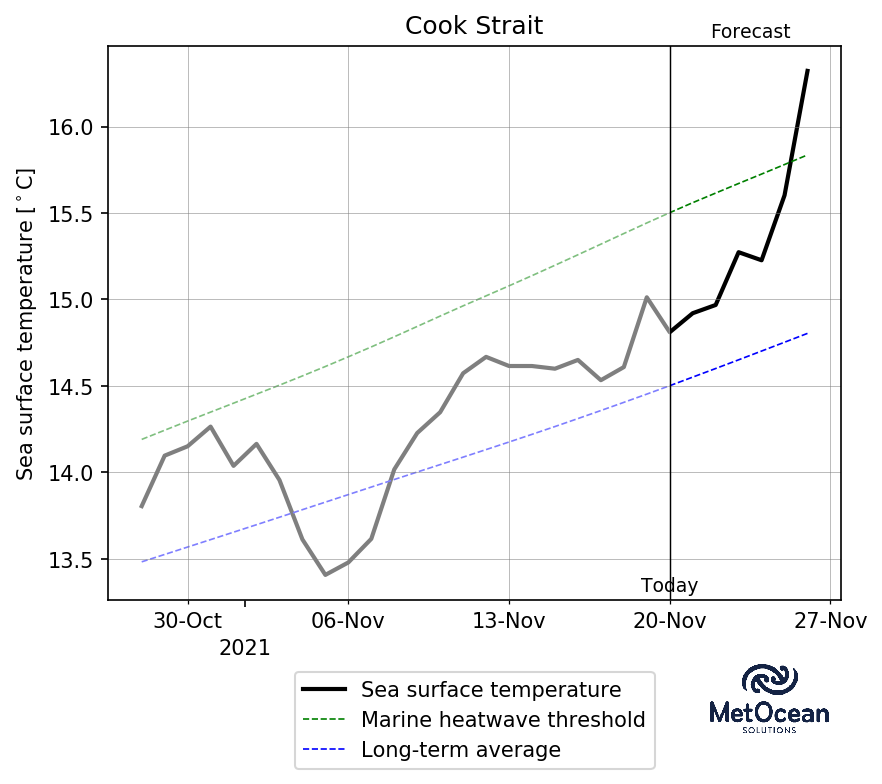 Cook Strait
Forecast
Sea surface temperature [°C]
16.0
15.5
15.0
14.5
14.0
13.5
Today
30-Oct 06-Nov 13-Nov 20-Nov 27-Nov
2021
Sea surface temperature
Marine heatwave threshold
Long-term average
MetOcean
SOLUTIONS